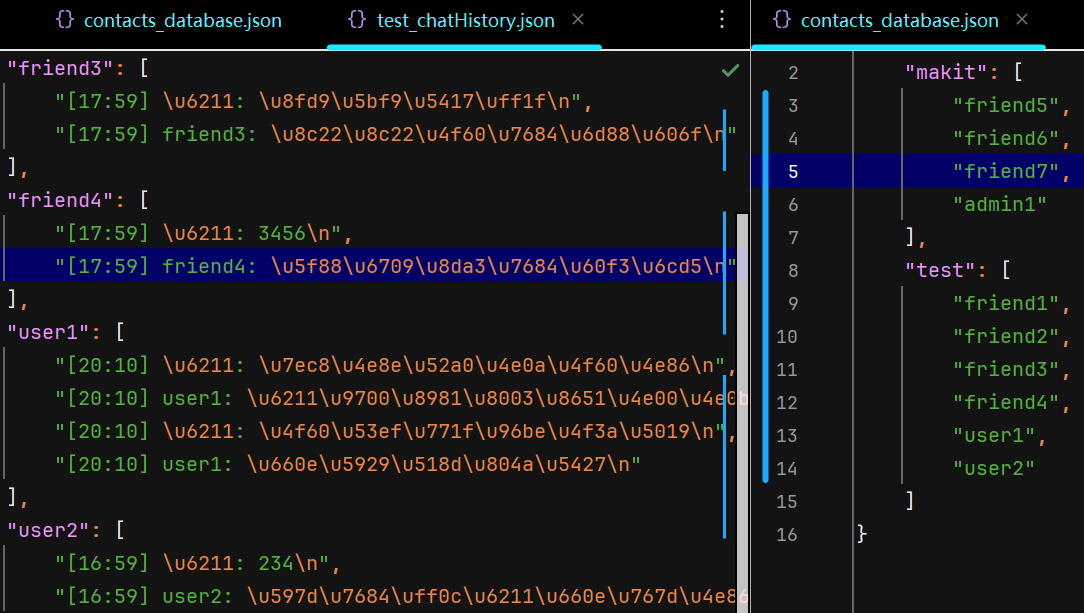 contacts_database.json
test_chatHistory.json
"friend3": [
"[17:59] \u6211: \u8fd9\u5bf9\u5417\uff1f\n",
"[17:59] friend3: \u8c22\u8c22\u4f60\u7684\u6d88\u606f\n"
],
"friend4": [
"[17:59] \u6211: 3456\n",
"[17:59] friend4: \u5f88\u6709\u8da3\u7684\u60f3\u6cd5\n"
],
"user1": [
"[20:10] \u6211: \u7ec8\u4e8e\u52a0\u4e0a\u4f60\u4e86\n",
"[20:10] user1: \u6211\u9700\u8981\u8003\u8651\u4e00\u4e0b
"[20:10] \u6211: \u4f60\u53ef\u771f\u96be\u4f3a\u5019\n",
"[20:10] user1: \u660e\u5929\u518d\u804a\u5427\n"
],
"user2": [
"[16:59] \u6211: 234\n",
"[16:59] user2: \u597d\u7684\uff0c\u6211\u660e\u767d\u4e86
contacts_database.json
2 "makit": [
3 "friend5",
4 "friend6",
5 "friend7",
6 "admin1"
7 ],
8 "test": [
9 "friend1",
10 "friend2",
11 "friend3",
12 "friend4",
13 "user1",
14 "user2"
15 ]
16 }